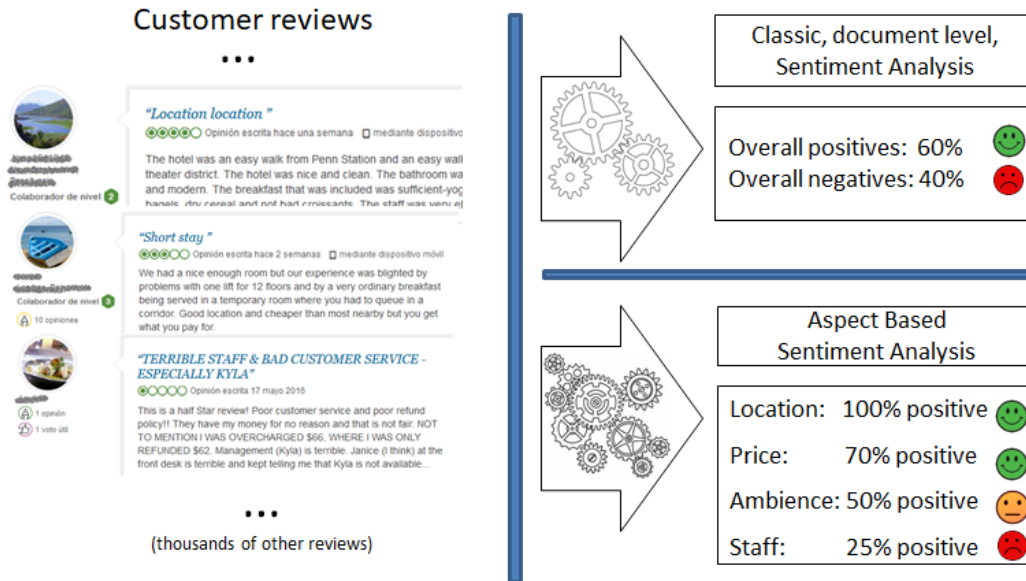 Customer reviews
...
“Location location ”
Opinión escrita hace una semana mediante dispositivo
The hotel was an easy walk from Penn Station and an easy wal
theater district. The hotel was nice and clean. The bathroom wa
and modern. The breakfast that was included was sufficient-yog
bagels, dry cereal and not bad croissants. The staff was very ef
Colaborador de nivel 2
“Short stay ”
Opinión escrita hace 2 semanas mediante dispositivo móvil
We had a nice enough room but our experience was blighted by
problems with one lift for 12 floors and by a very ordinary breakfast
being served in a temporary room where you had to queue in a
corridor. Good location and cheaper than most nearby but you get
what you pay for.
Colaborador de nivel 3
10 opiniones
“TERRIBLE STAFF & BAD CUSTOMER SERVICE -
ESPECIALLY KYLA”
Opinión escrita 17 mayo 2016
This is a half Star review! Poor customer service and poor refund
policy!! They have my money for no reason and that is not fair. NOT
TO MENTION I WAS OVERCHARGED $66, WHERE I WAS ONLY
REFUNDED $62. Management (Kyla) is terrible. Janice (I think) at the
front desk is terrible and kept telling me that Kyla is not available...
1 opinión
1 voto útil
...
(thousands of other reviews)
Classic, document level,
Sentiment Analysis
Overall positives: 60%
Overall negatives: 40%
Aspect Based
Sentiment Analysis
Location: 100% positive
Price: 70% positive
Ambience: 50% positive
Staff: 25% positive